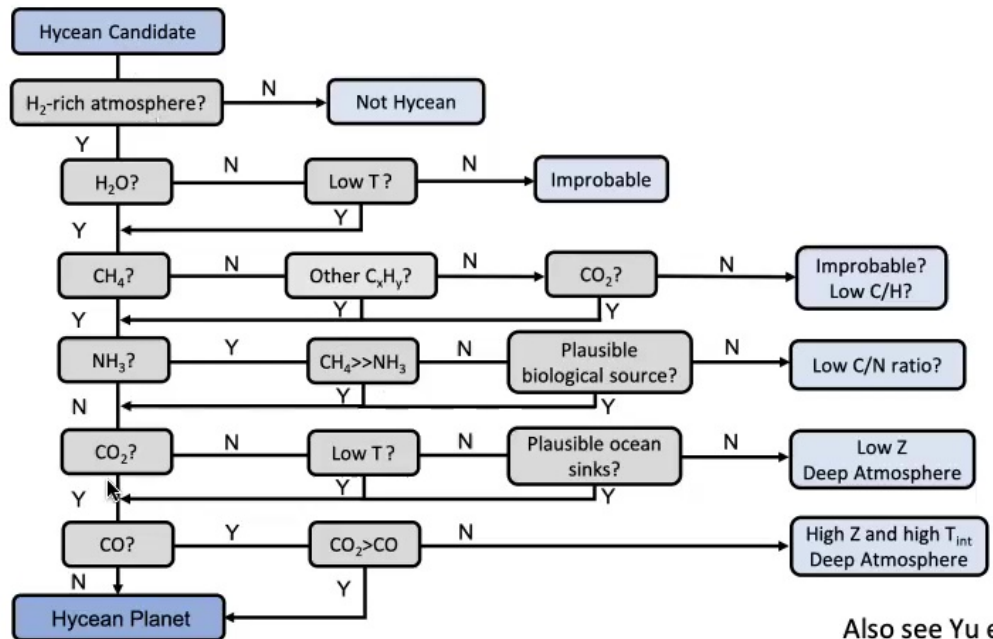 Hycean Candidate
H₂-rich atmosphere?
N
Not Hycean
Y
H₂O?
N
Low T?
N
Improbable
Y
Y
CH₄?
N
Other CₓHᵧ?
N
CO₂?
N
Improbable?
Low C/H?
Y
Y
Y
NH₃?
Y
CH₄>>NH₃
N
Plausible
biological source?
N
Low C/N ratio?
N
Y
Y
CO₂?
N
Low T?
N
Plausible ocean
sinks?
N
Low Z
Deep Atmosphere
Y
Y
Y
CO?
Y
CO₂>CO
N
High Z and high Tᵢₙₜ
Deep Atmosphere
N
Y
Hycean Planet
Also see Yu e